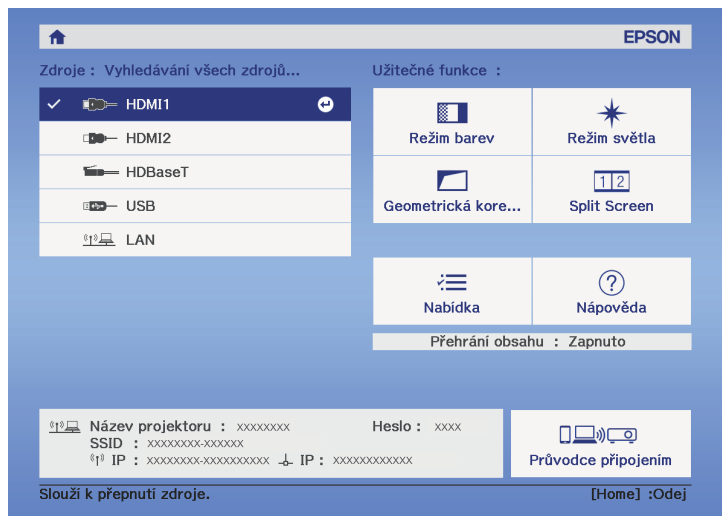 EPSON
Zdroje : Vyhledávání všech zdrojů...
HDMI1
HDMI2
HDBaseT
USB
LAN
Užitečné funkce :
Režim barev
Režim světla
Geometrická kore...
1 2
Split Screen
Nabídka
?
Nápověda
Přehrání obsahu : Zapnuto
Název projektoru : xxxxxxxx Heslo : xxxx
SSID : xxxxxxxx-xxxxxx
IP : xxxxxxxx-xxxxxxxxxx IP : xxxxxxxxxxxx
Průvodce připojením
Slouží k přepnutí zdroje. [Home] :Odej